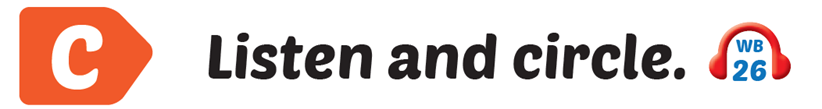 C Listen and circle. WB
26